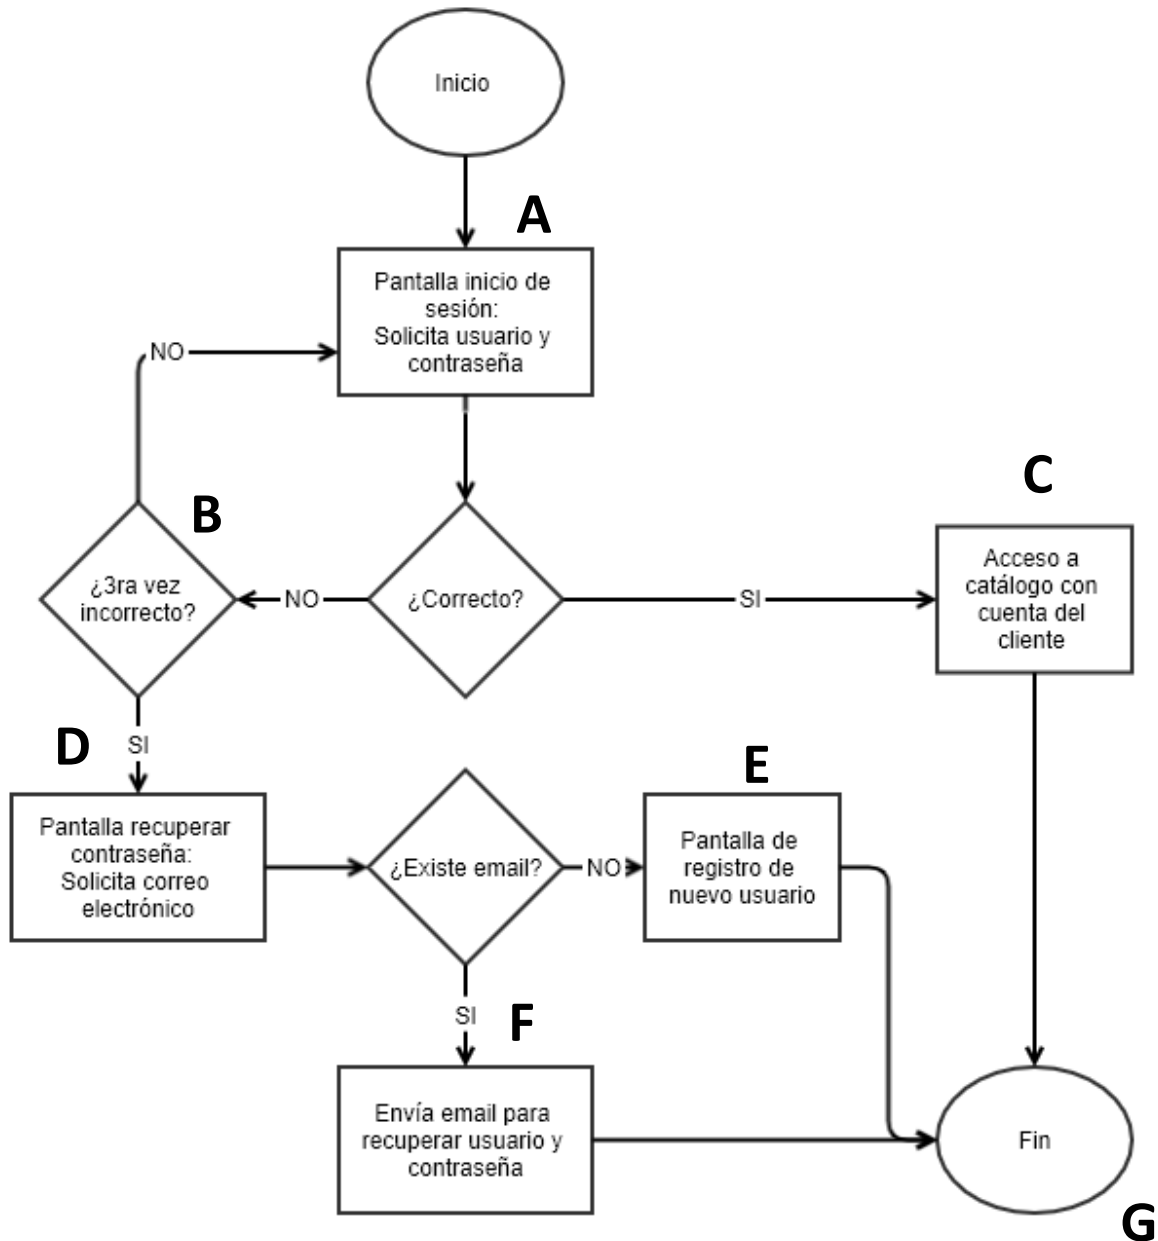 Inicio
A
Pantalla inicio de
sesión:
Solicita usuario y
contraseña
NO
C
B
¿3ra vez
incorrecto?
NO
¿Correcto?
SI
Acceso a
catálogo con
cuenta del
cliente
D
SI
E
Pantalla recuperar
contraseña:
Solicita correo
electrónico
¿Existe email?
NO
Pantalla de
registro de
nuevo usuario
SI
F
Envía email para
recuperar usuario y
contraseña
Fin
G